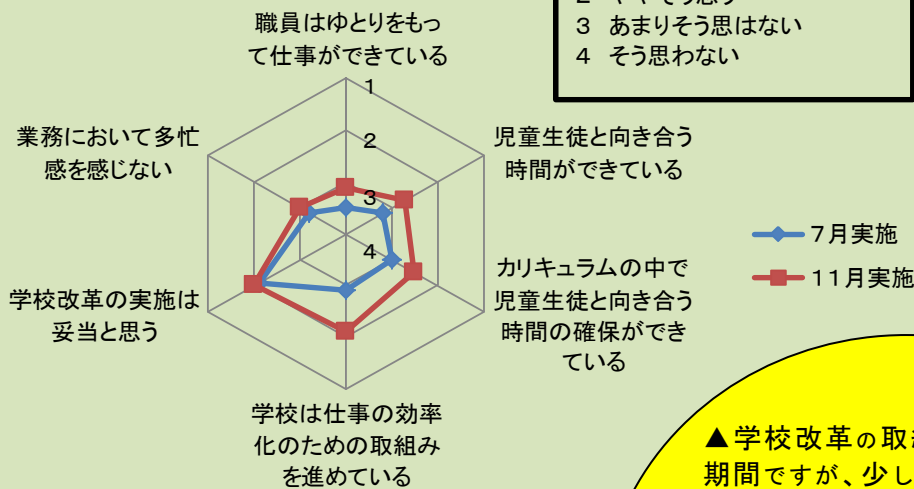 職員はゆとりをもっ
て仕事ができている
3 あまりそう思はない
4 そう思わない
1
2
3
4
業務において多忙
感を感じない
児童生徒と向き合う
時間ができている
7月実施
11月実施
カリキュラムの中で
児童生徒と向き合う
時間の確保ができ
ている
学校改革の実施は
妥当と思う
学校は仕事の効率
化のための取組み
を進めている
▲学校改革の取
期間ですが、少し